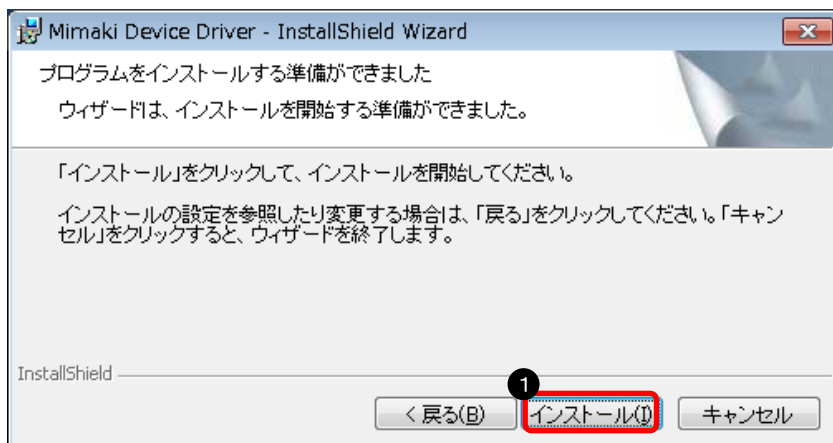 Mimaki Device Driver - InstallShield Wizard
プログラムをインストールする準備ができました
ウィザードは、インストールを開始する準備ができました。
「インストール」をクリックして、インストールを開始してください。
インストールの設定を参照したり変更する場合は、「戻る」をクリックしてください。「キャン
セル」をクリックすると、ウィザードを終了します。
InstallShield
1
< 戻る(B)
インストール(I)
キャンセル